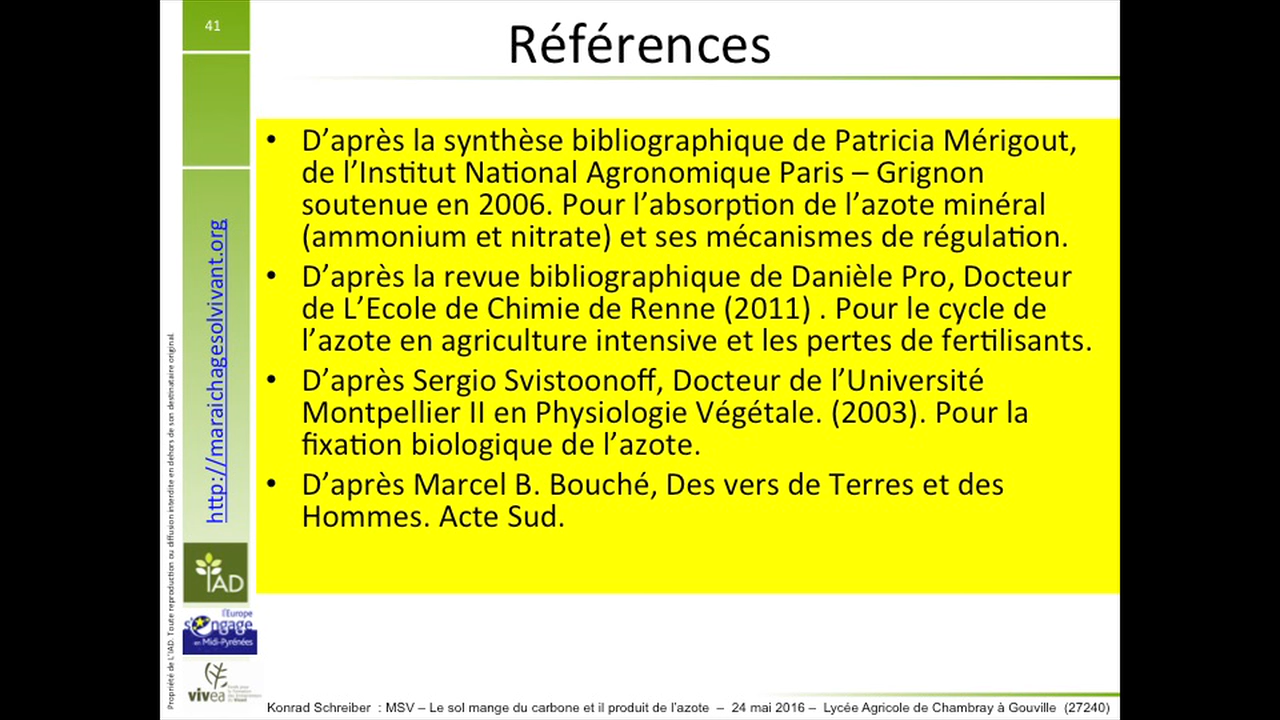 41
Références
• D’après la synthèse bibliographique de Patricia Mérigout,
de l’Institut National Agronomique Paris – Grignon
soutenue en 2006. Pour l’absorption de l’azote minéral
(ammonium et nitrate) et ses mécanismes de régulation.
• D’après la revue bibliographique de Danièle Pro, Docteur
de L’Ecole de Chimie de Renne (2011) . Pour le cycle de
l’azote en agriculture intensive et les pertes de fertilisants.
• D’après Sergio Svistoonoff, Docteur de l’Université
Montpellier II en Physiologie Végétale. (2003). Pour la
fixation biologique de l’azote.
• D’après Marcel B. Bouché, Des vers de Terres et des
Hommes. Acte Sud.
http://maraichagesolvivant.org
Propriété de L’IAD. Toute reproduction ou diffusion interdite en dehors de son destinataire original.
IAD
l’Europe
s’engage
en Midi-Pyrénées
vivea
Konrad Schreiber : MSV – Le sol mange du carbone et il produit de l’azote – 24 mai 2016 – Lycée Agricole de Chambray à Gouville (27240)